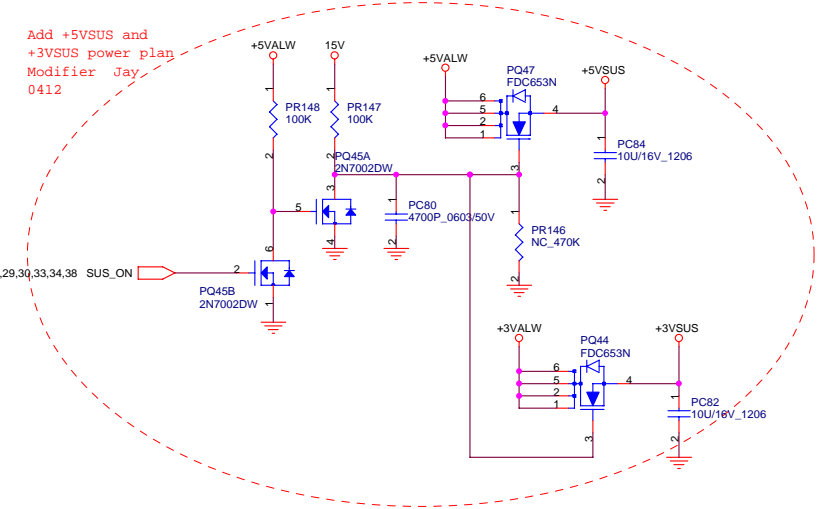 Add +5VSUS and
+3VSUS power plan
Modifier Jay
0412
+5VALW
15V
1
PR148
100K
2
1
PR147
100K
2
PQ45A
2N7002DW
3
5
4
1
PC80
4700P_0603/50V
2
,29,30,33,34,38 SUS_ON
2
6
1
PQ45B
2N7002DW
+5VALW
PQ47
FDC653N
6
5
2
1
4
3
+5VSUS
1
PC84
10U/16V_1206
2
1
PR146
NC_470K
2
+3VALW
PQ44
FDC653N
6
5
2
1
4
3
+3VSUS
1
PC82
10U/16V_1206
2